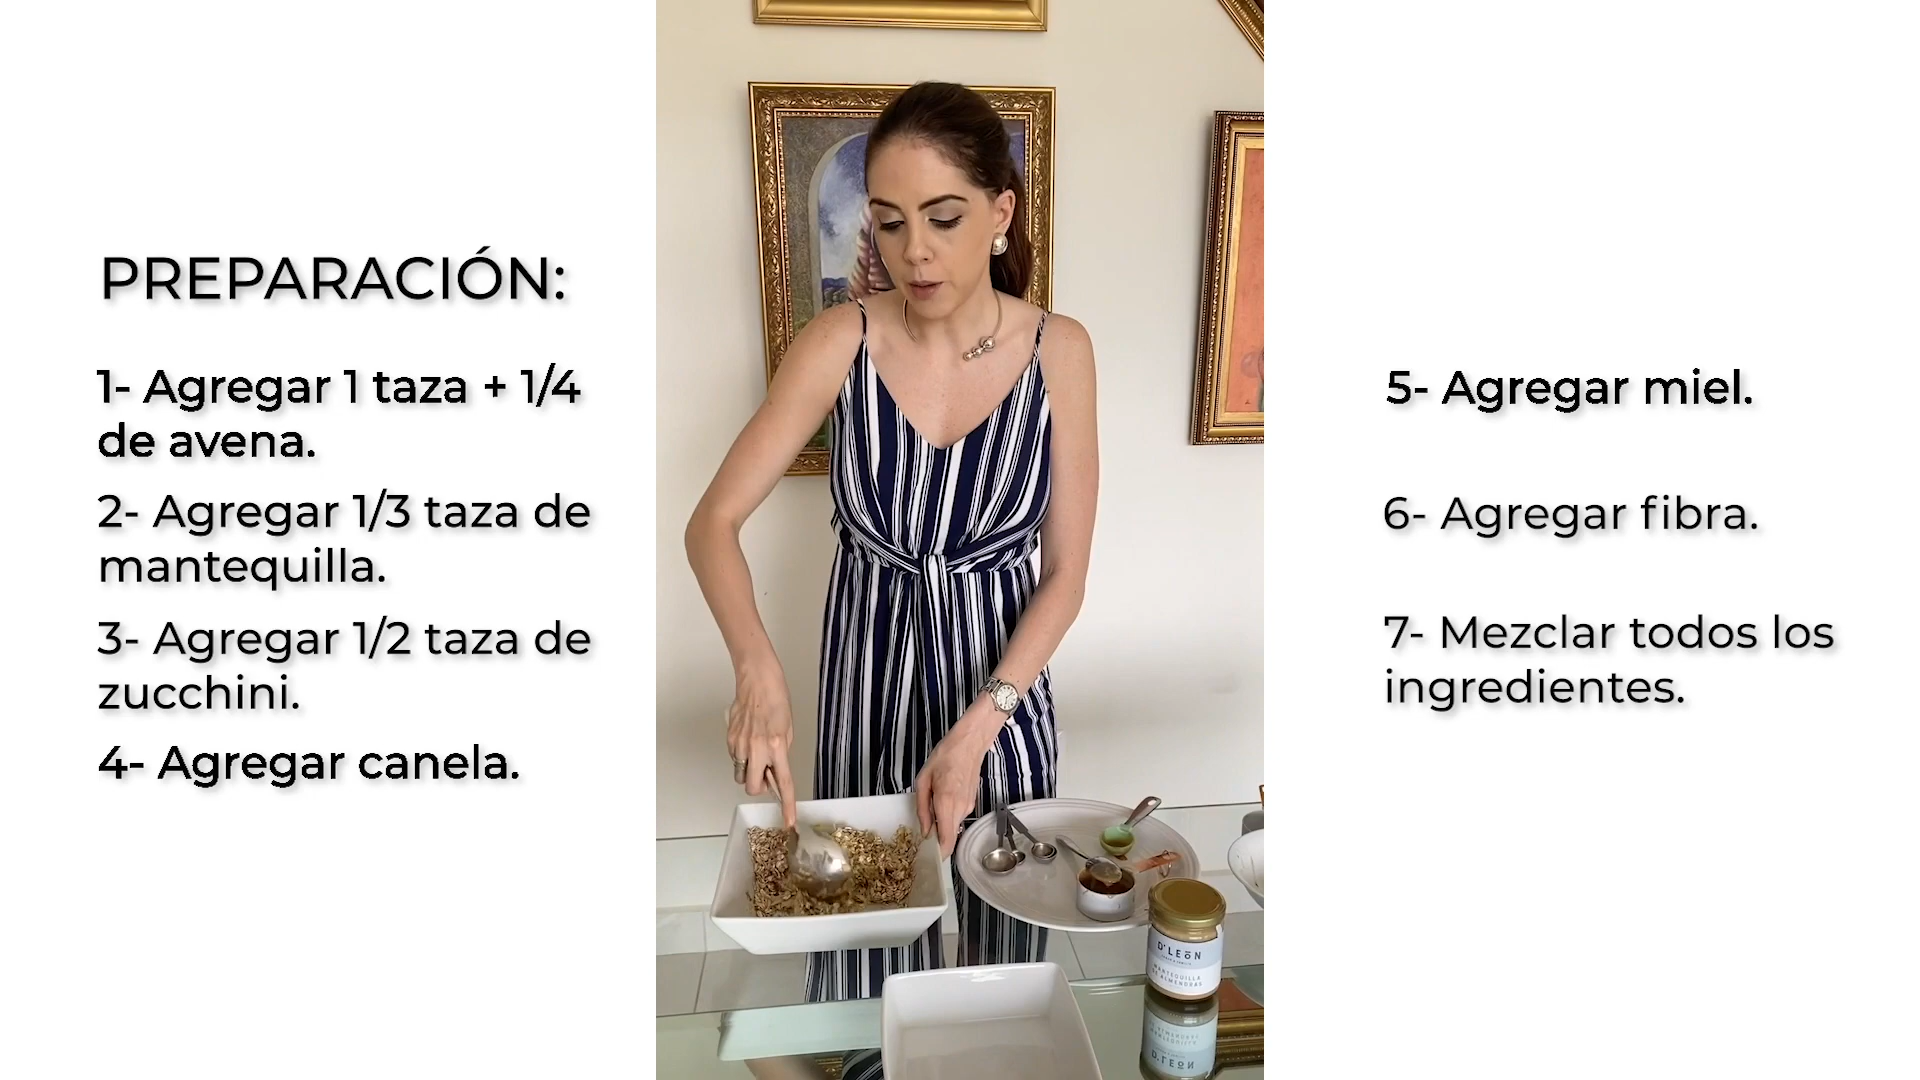 PREPARACIÓN:
1- Agregar 1 taza + 1/4
de avena.
2- Agregar 1/3 taza de
mantequilla.
3- Agregar 1/2 taza de
zucchini.
4- Agregar canela.
5- Agregar miel.
6- Agregar fibra.
7- Mezclar todos los
ingredientes.
D'LEÓN
MANTEQUILLA
DE ALMENDRAS